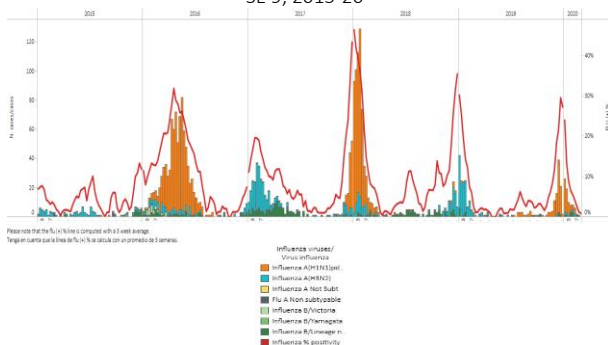 SE 9, 2015-20
2015 2016 2017 2018 2019 2020
120
100
80
60
40
20
0
40%
30%
20%
10%
0%
N. cases/casos
Please note that the flu (+) % line is computed with a 3 week average.
Tenga en cuenta que la linea de flu (+) % se calcula con un promedio de 3 semanas.
Influenza viruses/
Virus influenza
Influenza A(H1N1)pd..
Influenza A(H3N2)
Influenza A Not Subt
Flu A Non subtypable
Influenza B/Victoria
Influenza B/Yamagata
Influenza B/Lineage n..
Influenza % positivity